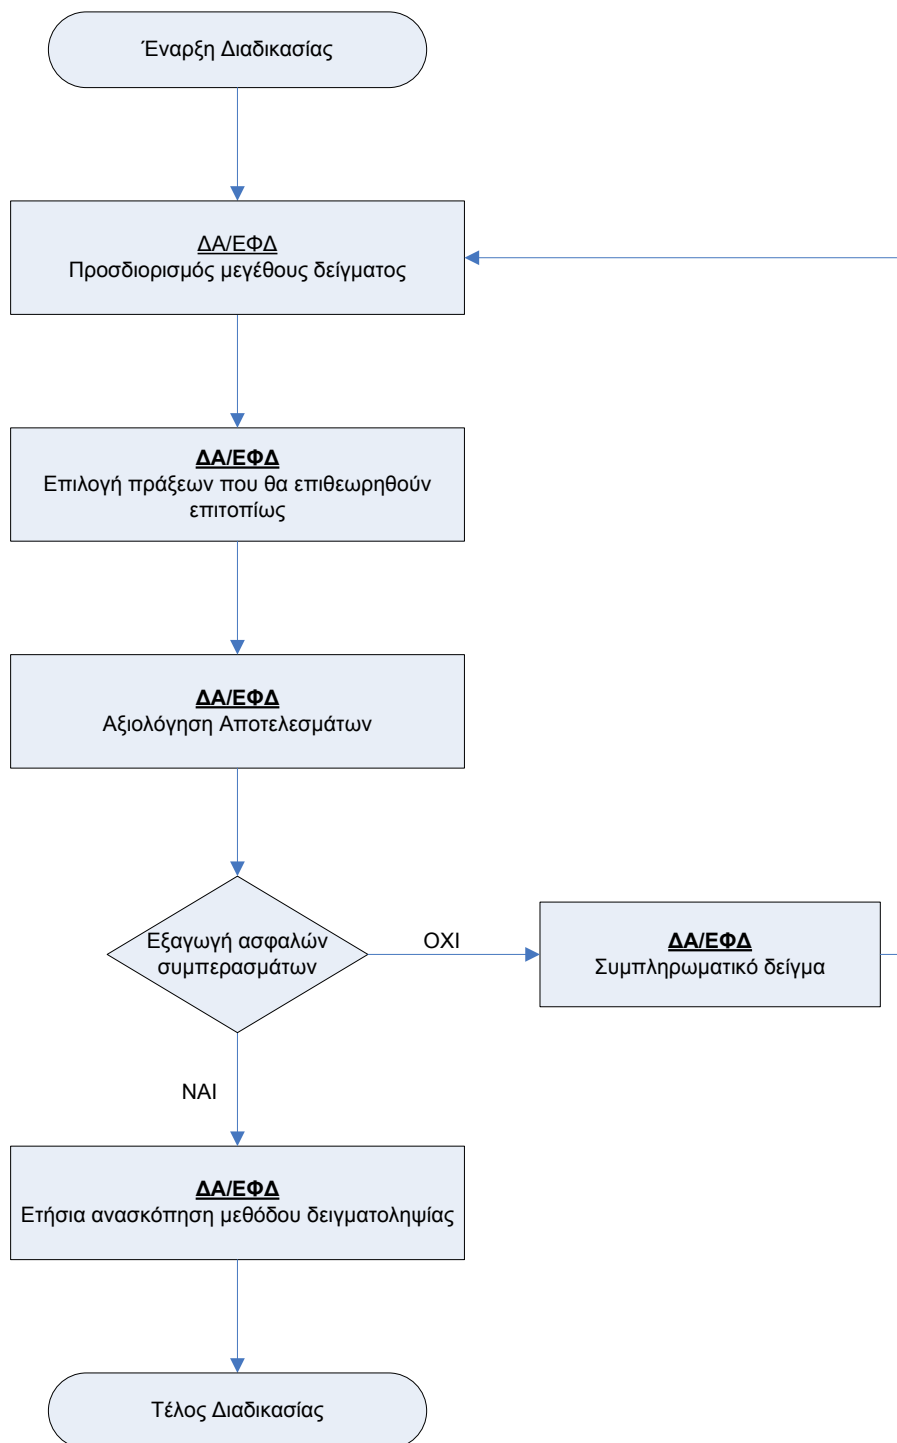 Έναρξη Διαδικασίας
ΔΑ/ΕΦΔ
Προσδιορισμός μεγέθους δείγματος
ΔΑ/ΕΦΔ
Επιλογή πράξεων που θα επιθεωρηθούν
επιτοπίως
ΔΑ/ΕΦΔ
Αξιολόγηση Αποτελεσμάτων
Εξαγωγή ασφαλών
συμπερασμάτων
ΟΧΙ
ΔΑ/ΕΦΔ
Συμπληρωματικό δείγμα
ΝΑΙ
ΔΑ/ΕΦΔ
Ετήσια ανασκόπηση μεθόδου δειγματοληψίας
Τέλος Διαδικασίας